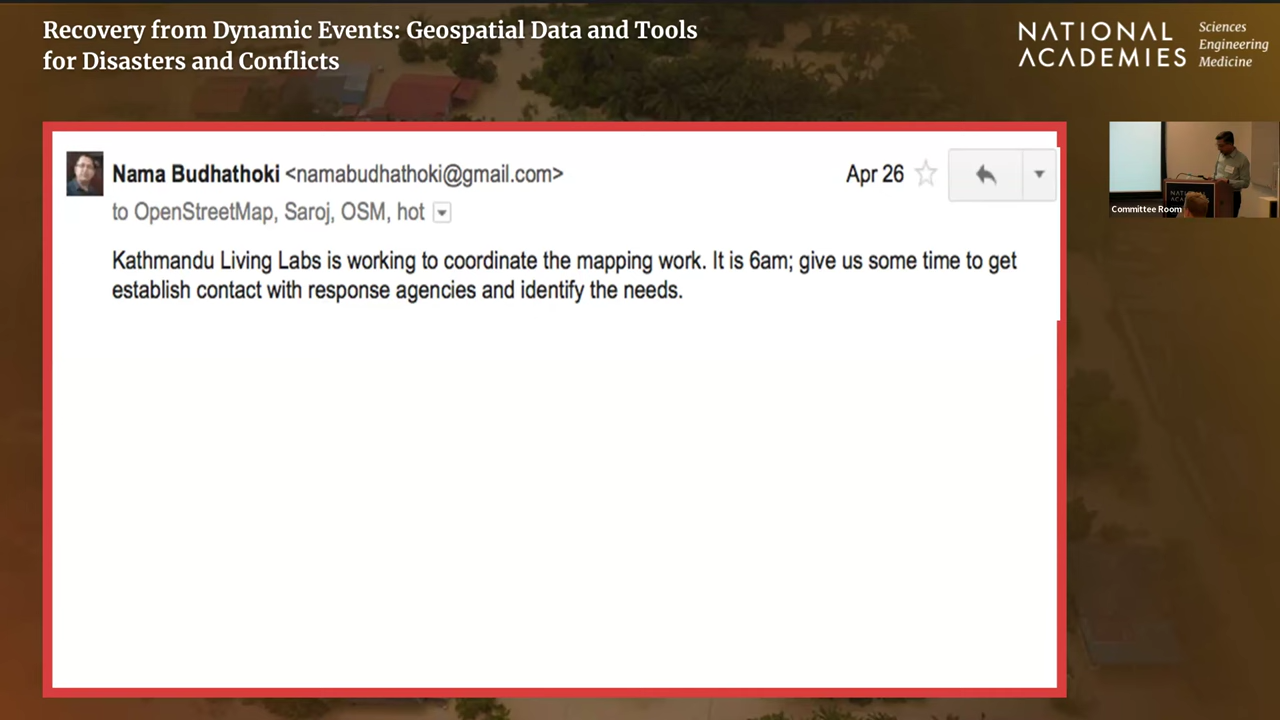 Recovery from Dynamic Events: Geospatial Data and Tools
for Disasters and Conflicts
NATIONAL
ACADEMIES
Sciences
Engineering
Medicine
Nama Budhathoki <namabudhathoki@gmail.com>
Apr 26
to OpenStreetMap, Saroj, OSM, hot
Kathmandu Living Labs is working to coordinate the mapping work. It is 6am; give us some time to get
establish contact with response agencies and identify the needs.
Committee Room